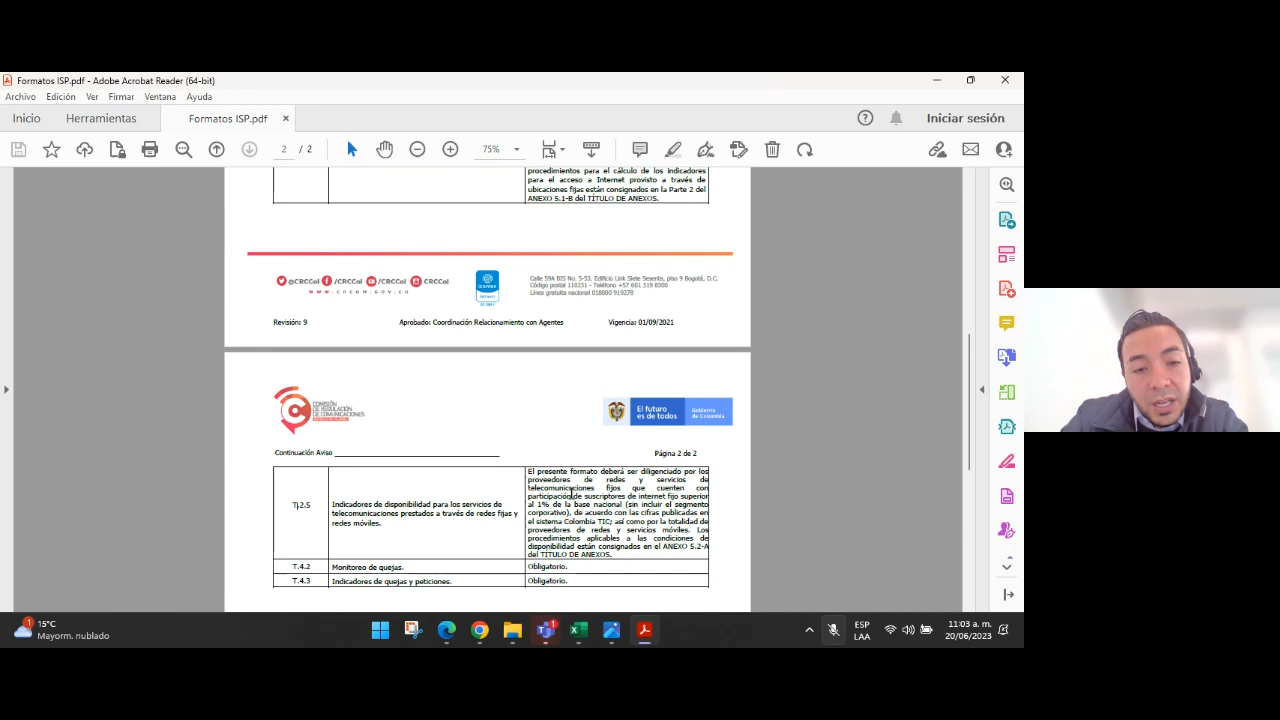 Formatos ISP.pdf - Adobe Acrobat Reader (64-bit)
Archivo Edición Ver Firmar Ventana Ayuda
Inicio Herramientas Formatos ISP.pdf × Iniciar sesión
2 / 2 75%
procedimientos para el cálculo de los indicadores
para el acceso a Internet provisto a través de
ubicaciones fijas están consignados en la Parte 2 del
ANEXO 5.1-B del TÍTULO DE ANEXOS.
@CRCCol /CRCCol /CRCCol CRCCol
www.crcom.gov.co
icontec
Calle 59A BIS No. 5-53, Edificio Link Siete Sesenta, piso 9 Bogotá, D.C.
Código postal 110231 - Teléfono +57 601 319 8300
Línea gratuita nacional 018000 919278
Revisión: 9 Aprobado: Coordinación Relacionamiento con Agentes Vigencia: 01/09/2021
COMISIÓN
DE REGULACIÓN
DE COMUNICACIONES
El futuro
es de todos
Gobierno
de Colombia
Continuación Aviso Página 2 de 2
T.2.5
Indicadores de disponibilidad para los servicios de
telecomunicaciones prestados a través de redes fijas y
redes móviles.
El presente formato deberá ser diligenciado por los
proveedores de redes y servicios de
telecomunicaciones fijos que cuenten con
participación de suscriptores de internet fijo superior
al 1% de la base nacional (sin incluir el segmento
corporativo), de acuerdo con las cifras publicadas en
el sistema Colombia TIC; así como por la totalidad de
proveedores de redes y servicios móviles. Los
procedimientos aplicables a las condiciones de
disponibilidad están consignados en el ANEXO 5.2-A
del TÍTULO DE ANEXOS.
T.4.2 Monitoreo de quejas. Obligatorio.
T.4.3 Indicadores de quejas y peticiones. Obligatorio.
1
15°C
Mayorm. nublado
1
ESP
LAA
11:03 a. m.
20/06/2023